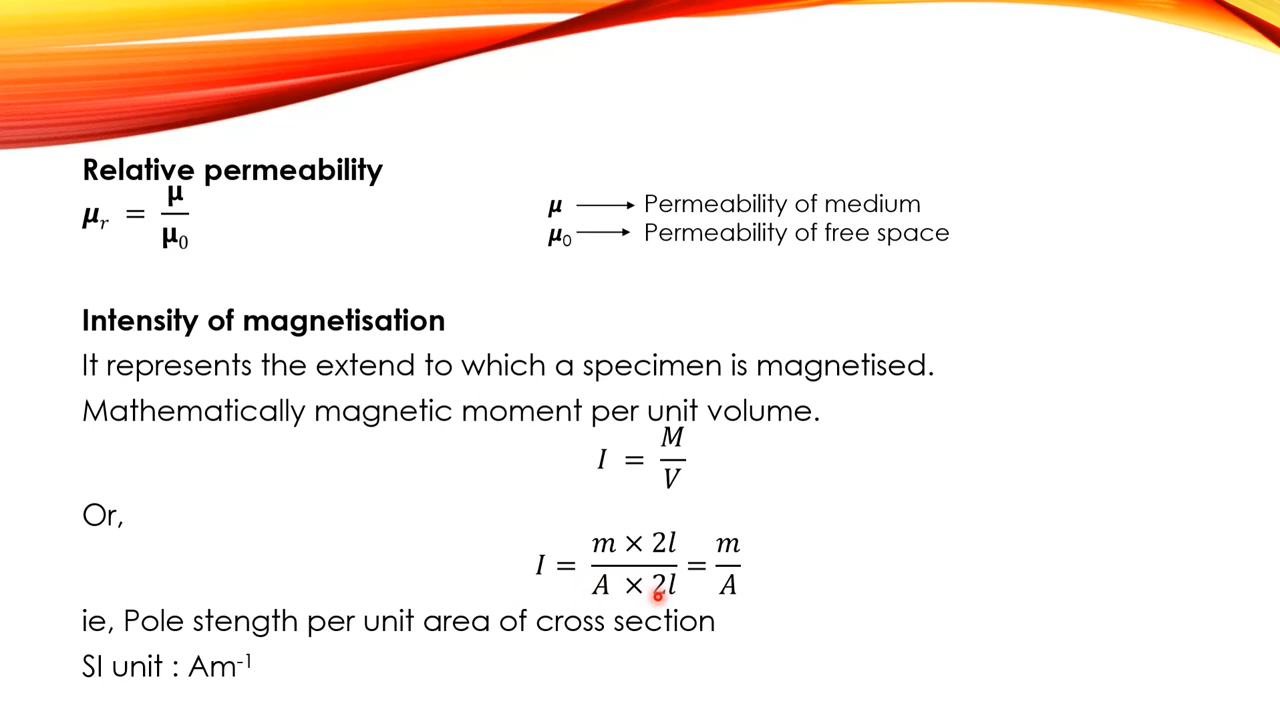 Relative permeability
μᵣ = μ/μ₀
μ → Permeability of medium
μ₀ → Permeability of free space
Intensity of magnetisation
It represents the extend to which a specimen is magnetised.
Mathematically magnetic moment per unit volume.
I = M/V
Or,
I = (m × 2l)/(A × 2l) = m/A
ie, Pole stength per unit area of cross section
SI unit : Am⁻¹